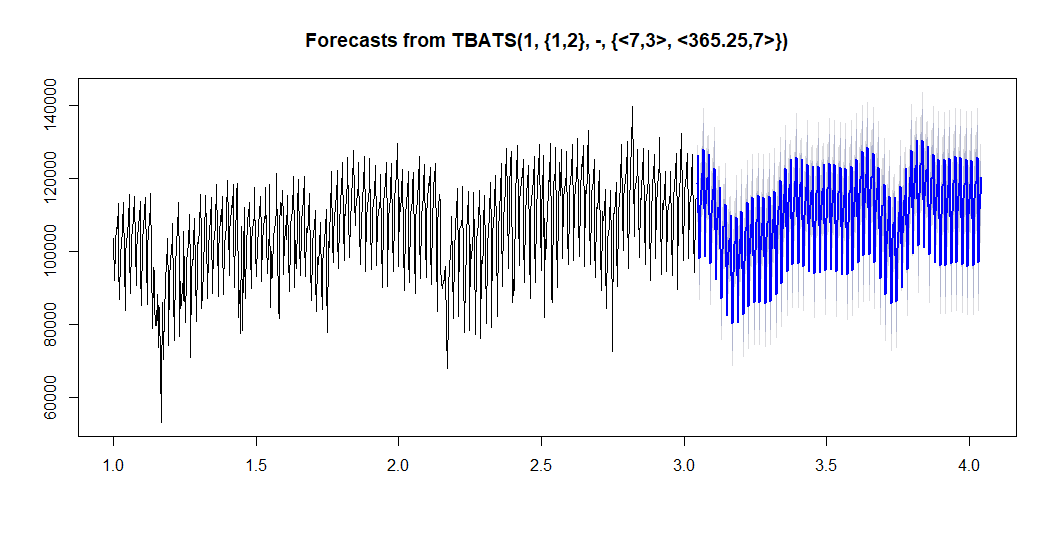 Forecasts from TBATS(1, {1,2}, -, {<7,3>, <365.25,7>})
140000
120000
100000
80000
60000
1.0 1.5 2.0 2.5 3.0 3.5 4.0